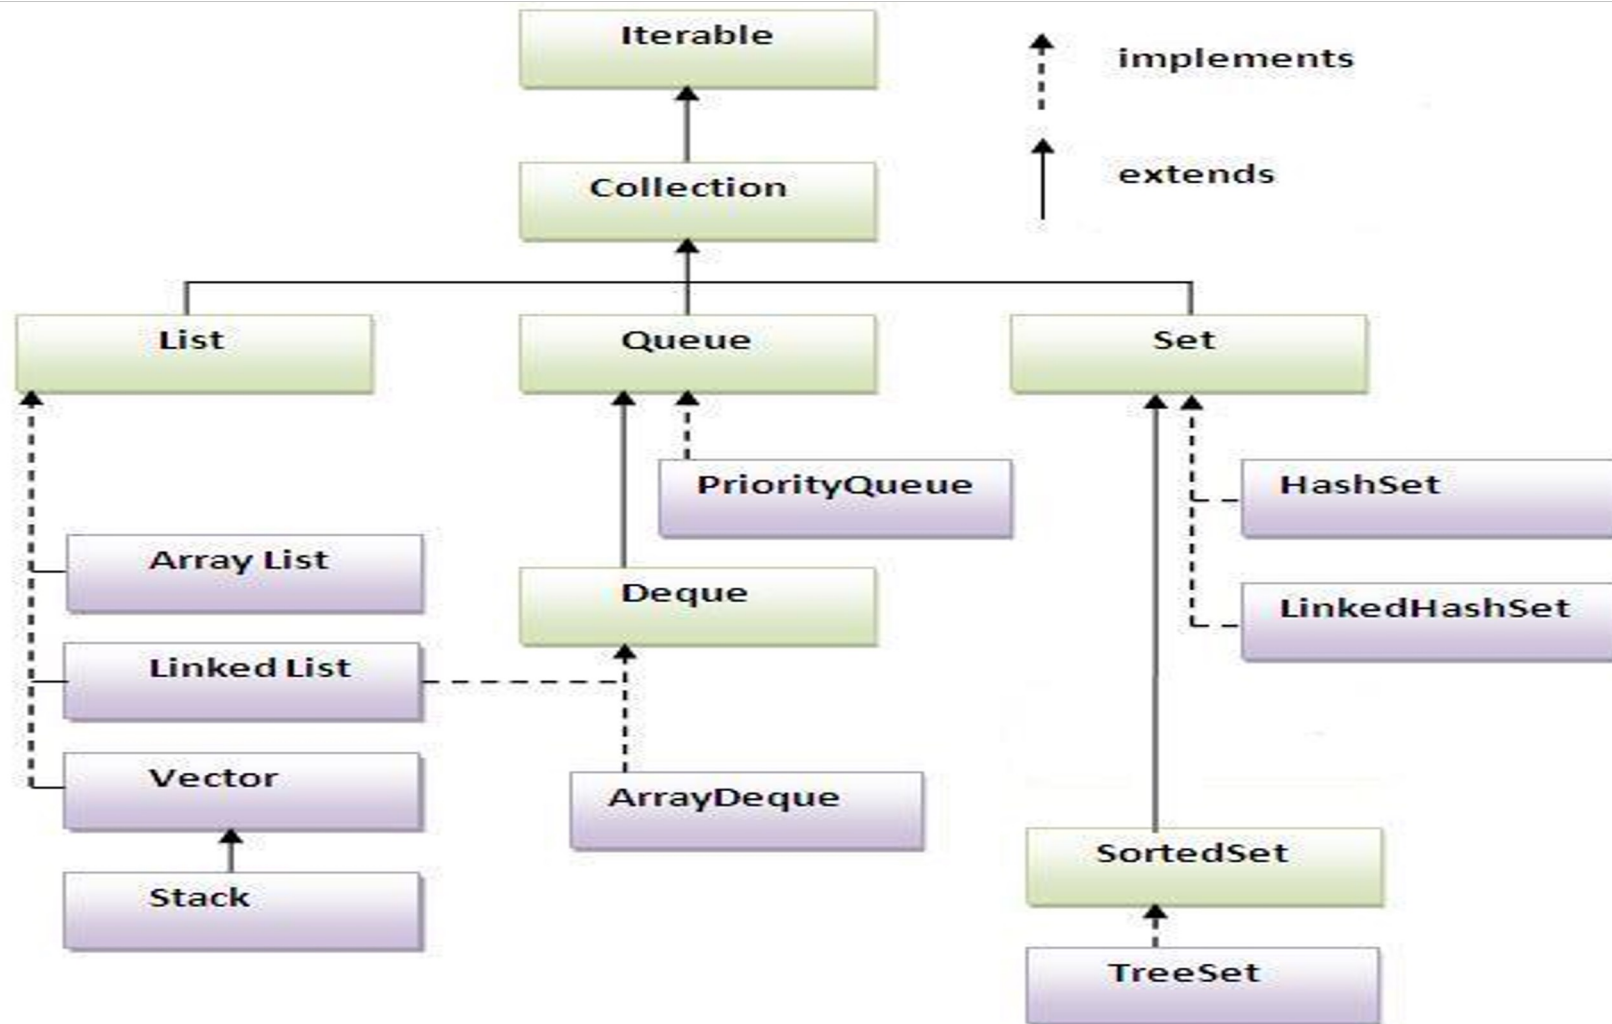 Iterable
implements
extends
Collection
List
Queue
Set
PriorityQueue
HashSet
Array List
Deque
LinkedHashSet
Linked List
Vector
ArrayDeque
Stack
SortedSet
TreeSet